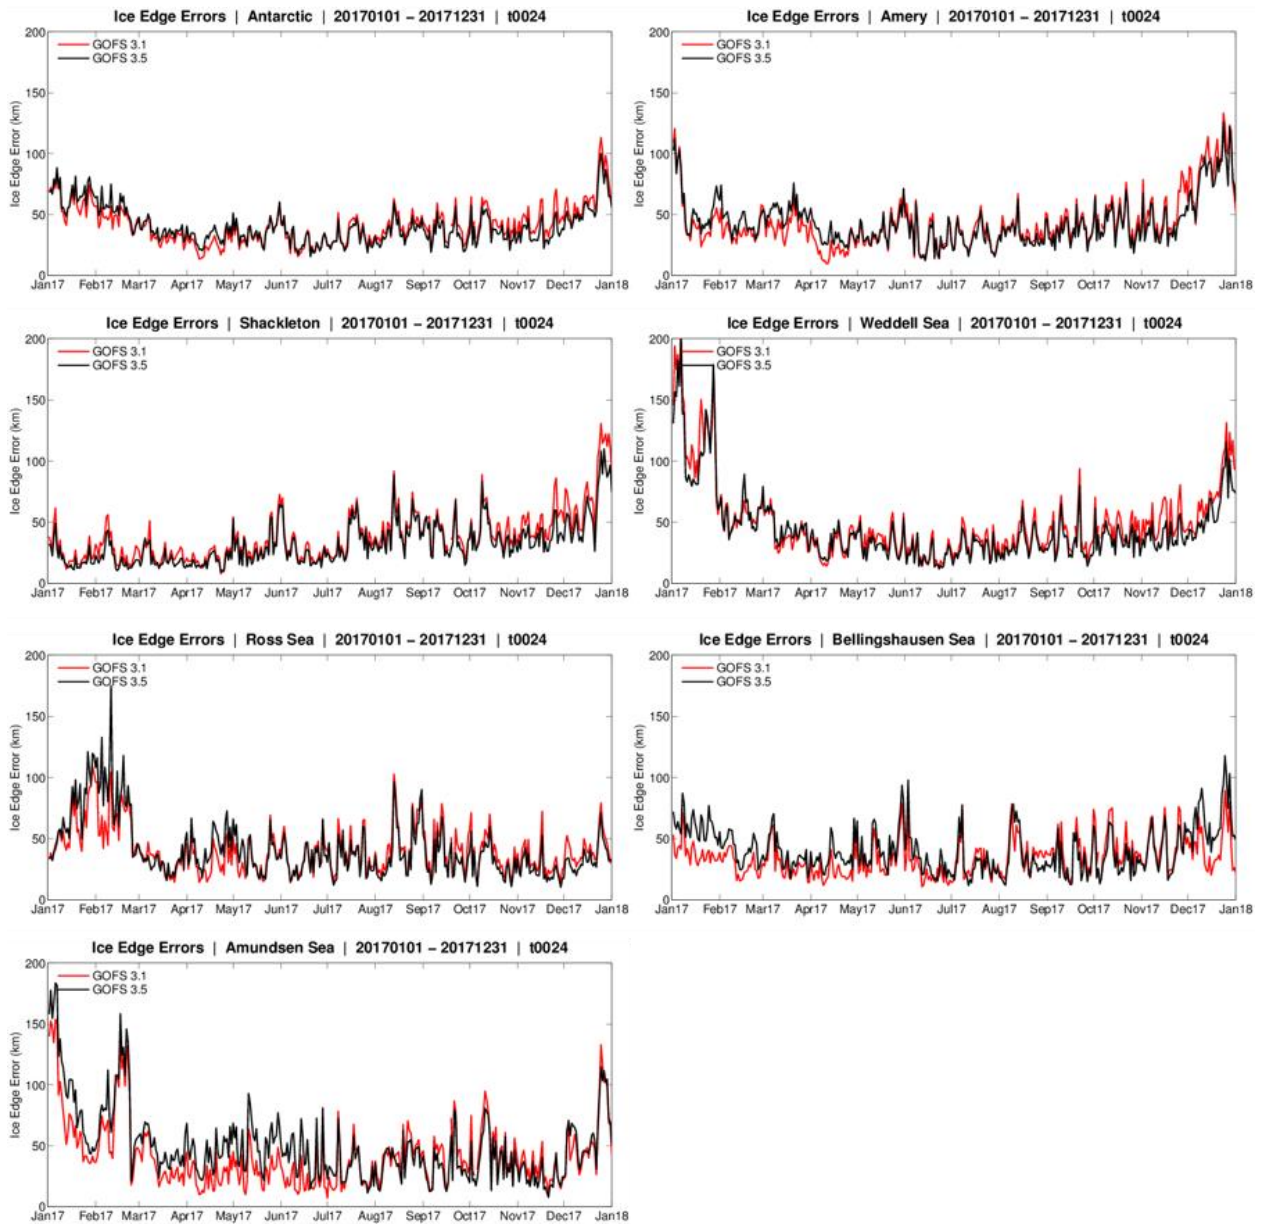 Ice Edge Errors | Antarctic | 20170101 – 20171231 | t0024
GOFS 3.1
GOFS 3.5
Ice Edge Error (km)
200
150
100
50
0
Jan17 Feb17 Mar17 Apr17 May17 Jun17 Jul17 Aug17 Sep17 Oct17 Nov17 Dec17 Jan18
Ice Edge Errors | Amery | 20170101 – 20171231 | t0024
GOFS 3.1
GOFS 3.5
Ice Edge Error (km)
200
150
100
50
0
Jan17 Feb17 Mar17 Apr17 May17 Jun17 Jul17 Aug17 Sep17 Oct17 Nov17 Dec17 Jan18
Ice Edge Errors | Shackleton | 20170101 – 20171231 | t0024
GOFS 3.1
GOFS 3.5
Ice Edge Error (km)
200
150
100
50
0
Jan17 Feb17 Mar17 Apr17 May17 Jun17 Jul17 Aug17 Sep17 Oct17 Nov17 Dec17 Jan18
Ice Edge Errors | Weddell Sea | 20170101 – 20171231 | t0024
GOFS 3.1
GOFS 3.5
Ice Edge Error (km)
200
150
100
50
0
Jan17 Feb17 Mar17 Apr17 May17 Jun17 Jul17 Aug17 Sep17 Oct17 Nov17 Dec17 Jan18
Ice Edge Errors | Ross Sea | 20170101 – 20171231 | t0024
GOFS 3.1
GOFS 3.5
Ice Edge Error (km)
200
150
100
50
0
Jan17 Feb17 Mar17 Apr17 May17 Jun17 Jul17 Aug17 Sep17 Oct17 Nov17 Dec17 Jan18
Ice Edge Errors | Bellingshausen Sea | 20170101 – 20171231 | t0024
GOFS 3.1
GOFS 3.5
Ice Edge Error (km)
200
150
100
50
0
Jan17 Feb17 Mar17 Apr17 May17 Jun17 Jul17 Aug17 Sep17 Oct17 Nov17 Dec17 Jan18
Ice Edge Errors | Amundsen Sea | 20170101 – 20171231 | t0024
GOFS 3.1
GOFS 3.5
Ice Edge Error (km)
200
150
100
50
0
Jan17 Feb17 Mar17 Apr17 May17 Jun17 Jul17 Aug17 Sep17 Oct17 Nov17 Dec17 Jan18